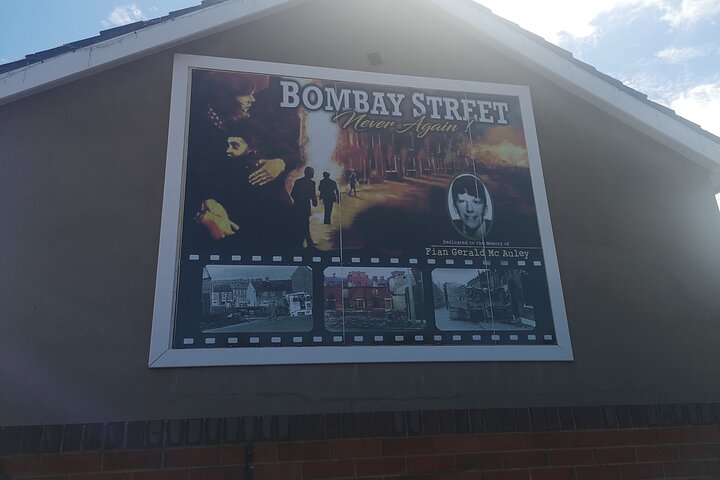 BOMBAY STREET
Never Again!
Dedicated to the Memory of
Fian Gerald Mc Auley